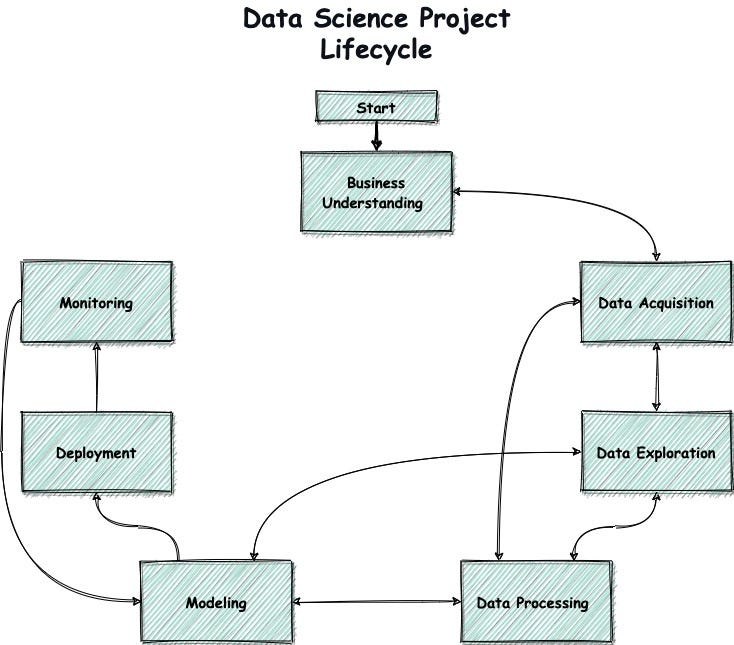 Data Science Project
Lifecycle
Start
Business
Understanding
Monitoring
Data Acquisition
Deployment
Data Exploration
Modeling
Data Processing